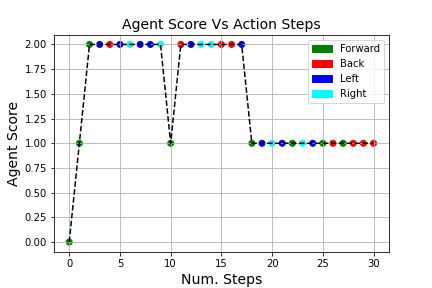 Agent Score Vs Action Steps
2.00
1.75
1.50
1.25
1.00
0.75
0.50
0.25
0.00
Agent Score
Forward
Back
Left
Right
0 5 10 15 20 25 30
Num. Steps